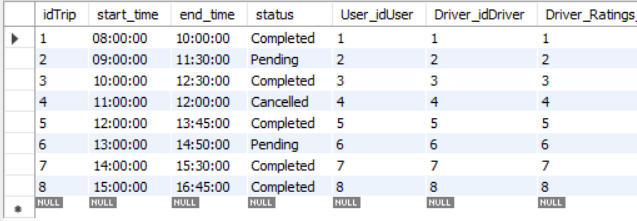 idTrip start_time end_time status User_idUser Driver_idDriver Driver_Ratings_
1 08:00:00 10:00:00 Completed 1 1 1
2 09:00:00 11:30:00 Pending 2 2 2
3 10:00:00 12:30:00 Completed 3 3 3
4 11:00:00 12:00:00 Cancelled 4 4 4
5 12:00:00 13:45:00 Completed 5 5 5
6 13:00:00 14:50:00 Pending 6 6 6
7 14:00:00 15:30:00 Completed 7 7 7
8 15:00:00 16:45:00 Completed 8 8 8
NULL NULL NULL NULL NULL NULL NULL